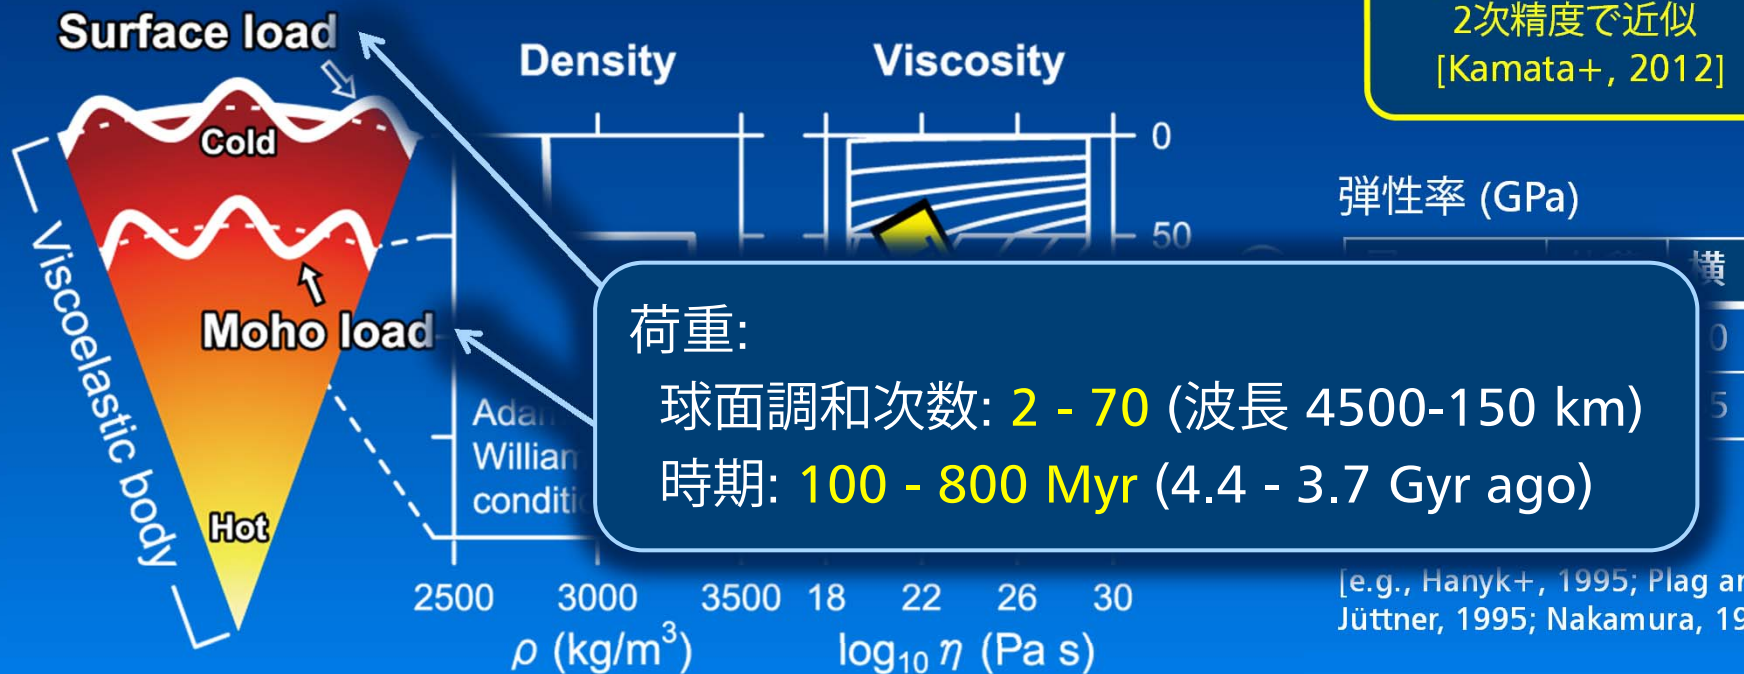 Surface load
Density
Viscosity
2次精度で近似
[Kamata+, 2012]
Cold
0
弾性率 (GPa)
50
横
Viscoelastic body
Moho load
荷重:
球面調和次数: 2 - 70 (波長 4500-150 km)
時期: 100 - 800 Myr (4.4 - 3.7 Gyr ago)
0
5
Hot
2500 3000 3500 18 22 26 30
ρ (kg/m³)
log₁₀ η (Pa s)
[e.g., Hanyk+, 1995; Plag
Jüttner, 1995; Nakamura,